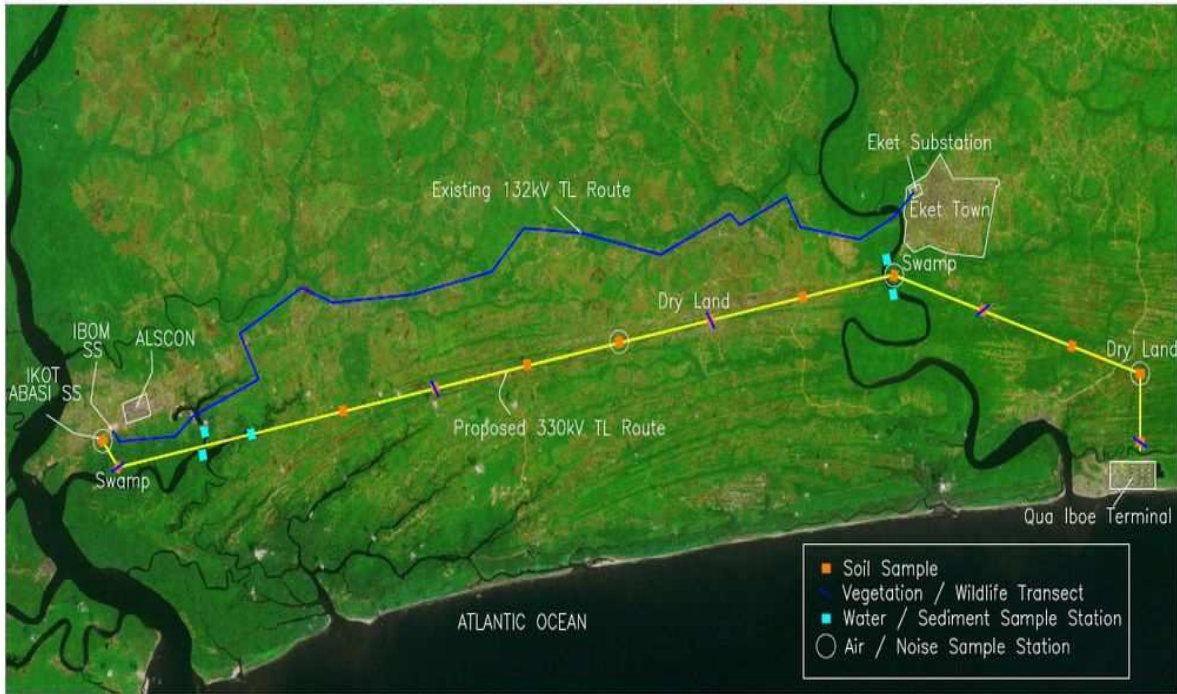 Eket Substation
Existing 132kV TL Route
Eket Town
Swamp
Dry Land
IBOM
SS
ALSCON
IKOT
ABASI SS
Dry Land
Proposed 330kV TL Route
Swamp
Qua Iboe Terminal
Soil Sample
Vegetation / Wildlife Transect
Water / Sediment Sample Station
Air / Noise Sample Station
ATLANTIC OCEAN